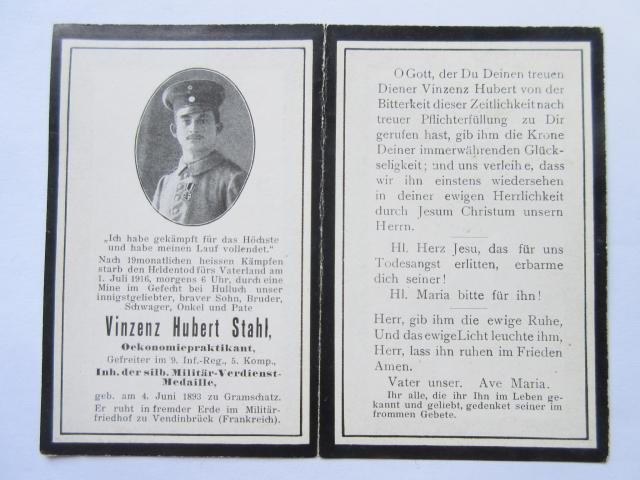 „Ich habe gekämpft für das Höchste
und habe meinen Lauf vollendet."
Nach 19monatlichen heissen Kämpfen
starb den Heldentod fürs Vaterland am
1. Juli 1916, morgens 6 Uhr, durch eine
Mine im Gefecht bei Hulluch unser
innigstgeliebter, braver Sohn, Bruder,
Schwager, Onkel und Pate
Vinzenz Hubert Stahl,
Oekonomiepraktikant,
Gefreiter im 9. Inf.-Reg., 5. Komp.,
Inh. der silb. Militär-Verdienst-
Medaille,
geb. am 4. Juni 1893 zu Gramschatz.
Er ruht in fremder Erde im Militär-
friedhof zu Vendinbrück (Frankreich).
O Gott, der Du Deinen treuen
Diener Vinzenz Hubert von der
Bitterkeit dieser Zeitlichkeit nach
treuer Pflichterfüllung zu Dir
gerufen hast, gib ihm die Krone
Deiner immerwährenden Glück-
seligkeit; und uns verleihe, dass
wir ihn einstens wiedersehen
in deiner ewigen Herrlichkeit
durch Jesum Christum unsern
Herrn.
Hl. Herz Jesu, das für uns
Todesangst erlitten, erbarme
dich seiner!
Hl. Maria bitte für ihn!
Herr, gib ihm die ewige Ruhe,
Und das ewige Licht leuchte ihm,
Herr, lass ihn ruhen im Frieden
Amen.
Vater unser. Ave Maria.
Ihr alle, die ihr Ihn im Leben ge-
kannt und geliebt, gedenket seiner im
frommen Gebete.